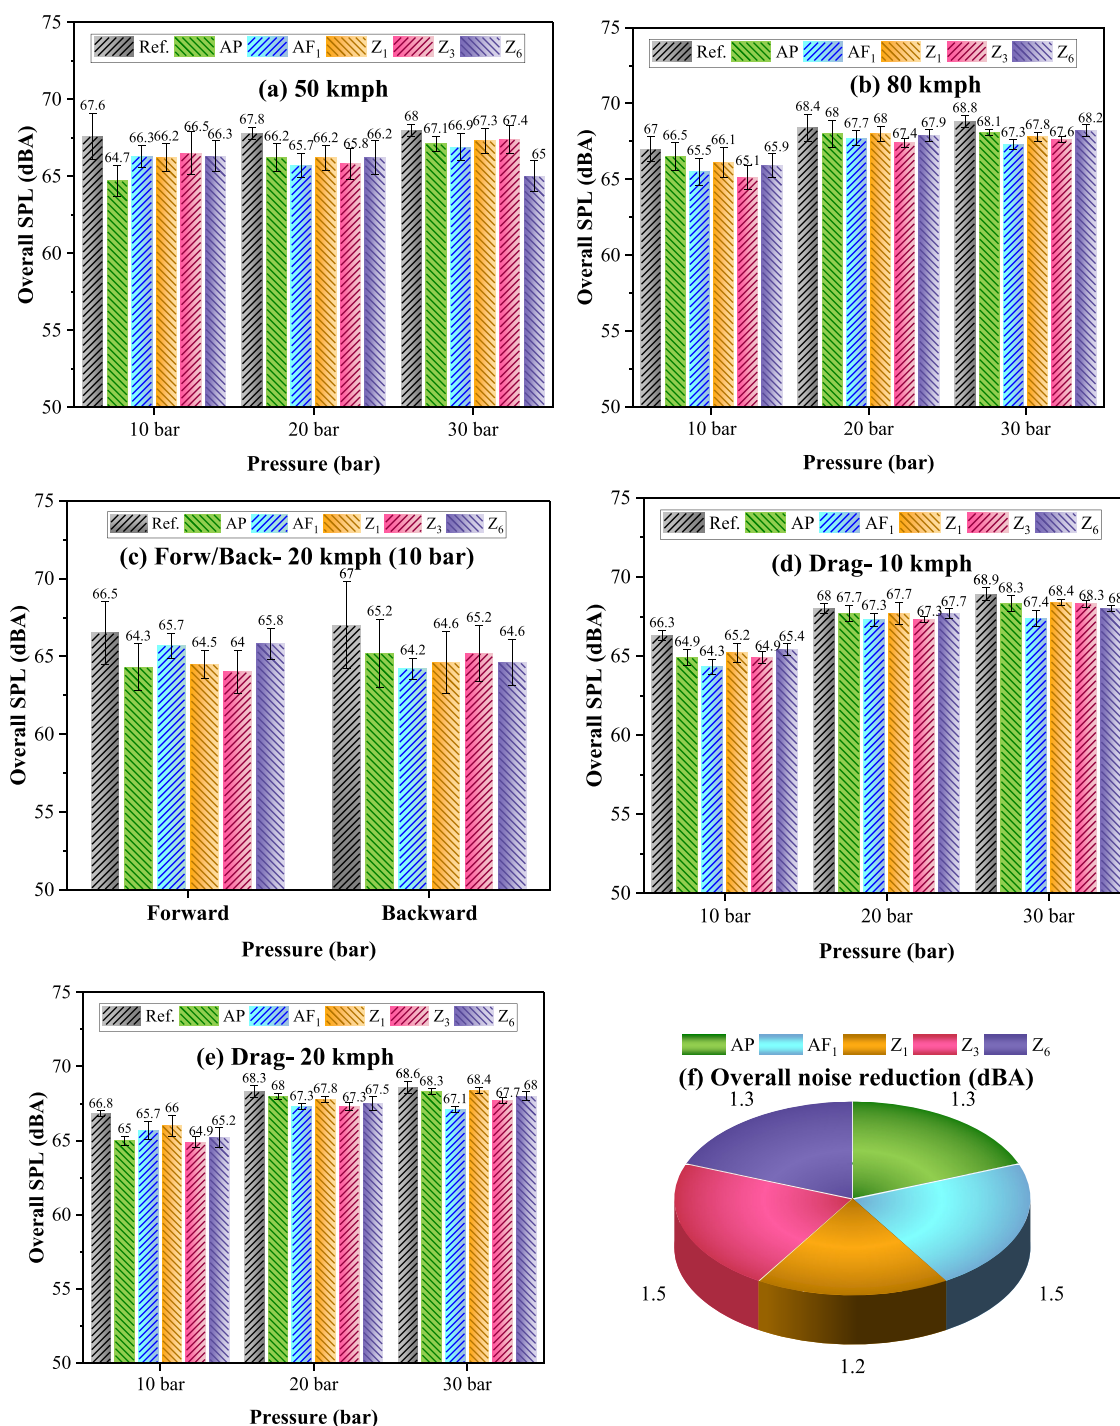 75
Ref. AP AF1 Z1 Z3 Z6
(a) 50 kmph
70
67.6 64.7 66.3 66.2 66.5 66.3
67.8 66.2 65.7 66.2 65.8 66.2
68 67.1 66.9 67.3 67.4 65
65
60
55
50
Overall SPL (dBA)
10 bar 20 bar 30 bar
Pressure (bar)
75
Ref. AP AF1 Z1 Z3 Z6
(b) 80 kmph
70
67 66.5 65.5 66.1 65.1 65.9
68.4 68 67.7 68 67.4 67.9
68.8 68.1 67.3 67.8 67.6 68.2
65
60
55
50
Overall SPL (dBA)
10 bar 20 bar 30 bar
Pressure (bar)
75
Ref. AP AF1 Z1 Z3 Z6
(c) Forw/Back- 20 kmph (10 bar)
70
66.5 64.3 65.7 64.5 64 65.8
67 65.2 64.2 64.6 65.2 64.6
65
60
55
50
Overall SPL (dBA)
Forward Backward
Pressure (bar)
75
Ref. AP AF1 Z1 Z3 Z6
(d) Drag- 10 kmph
70
66.3 64.9 64.3 65.2 64.9 65.4
68 67.7 67.3 67.7 67.3 67.7
68.9 68.3 67.4 68.4 68.3 68
65
60
55
50
Overall SPL (dBA)
10 bar 20 bar 30 bar
Pressure (bar)
75
Ref. AP AF1 Z1 Z3 Z6
(e) Drag- 20 kmph
70
66.8 65 65.7 66 64.9 65.2
68.3 68 67.3 67.8 67.3 67.5
68.6 68.3 67.1 68.4 67.7 68
65
60
55
50
Overall SPL (dBA)
10 bar 20 bar 30 bar
Pressure (bar)
AP AF1 Z1 Z3 Z6
(f) Overall noise reduction (dBA)
1.3 1.3
1.5 1.5
1.2